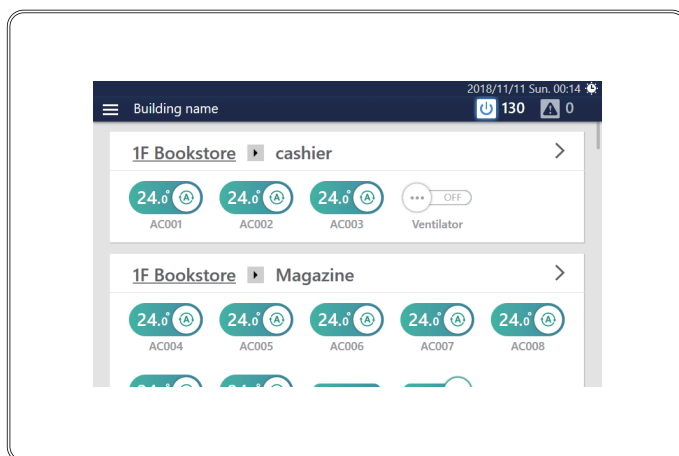 2018/11/11 Sun. 00:14
Building name 130 0
1F Bookstore cashier
24.0° A 24.0° A 24.0° A OFF
AC001 AC002 AC003 Ventilator
1F Bookstore Magazine
24.0° A 24.0° A 24.0° A 24.0° A 24.0° A
AC004 AC005 AC006 AC007 AC008